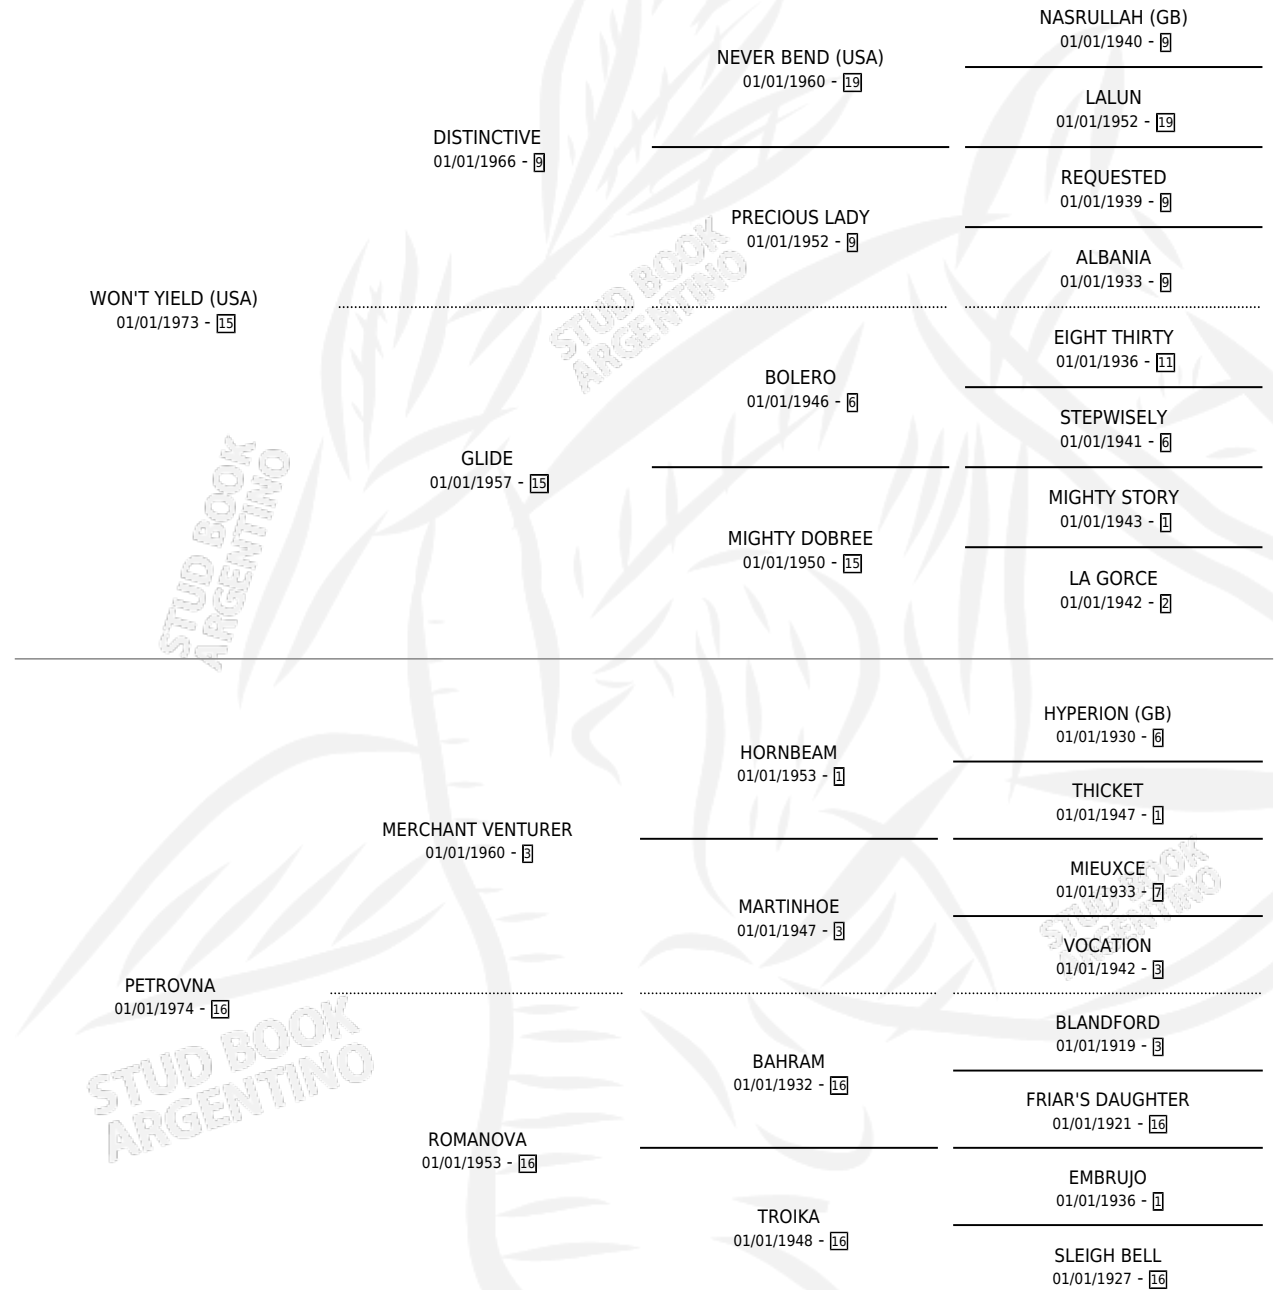 NASRULLAH (GB)
01/01/1940 - 9
NEVER BEND (USA)
01/01/1960 - 19
LALUN
01/01/1952 - 19
DISTINCTIVE
01/01/1966 - 9
REQUESTED
01/01/1939 - 9
PRECIOUS LADY
01/01/1952 - 9
ALBANIA
01/01/1933 - 9
STUD BOOK
ARGENTINO
WON'T YIELD (USA)
01/01/1973 - 15
EIGHT THIRTY
01/01/1936 - 11
BOLERO
01/01/1946 - 6
STEPWISELY
01/01/1941 - 6
GLIDE
01/01/1957 - 15
MIGHTY STORY
01/01/1943 - 1
MIGHTY DOBREE
01/01/1950 - 15
LA GORCE
01/01/1942 - 2
STUD BOOK
ARGENTINO
HYPERION (GB)
01/01/1930 - 6
HORNBEAM
01/01/1953 - 1
THICKET
01/01/1947 - 1
MERCHANT VENTURER
01/01/1960 - 3
MIEUXCE
01/01/1933 - 7
MARTINHOE
01/01/1947 - 3
VOCATION
01/01/1942 - 3
STUD BOOK
ARGENTINO
PETROVNA
01/01/1974 - 16
BLANDFORD
01/01/1919 - 3
BAHRAM
01/01/1932 - 16
FRIAR'S DAUGHTER
01/01/1921 - 16
STUD BOOK
ARGENTINO
ROMANOVA
01/01/1953 - 16
EMBRUJO
01/01/1936 - 1
TROIKA
01/01/1948 - 16
SLEIGH BELL
01/01/1927 - 16